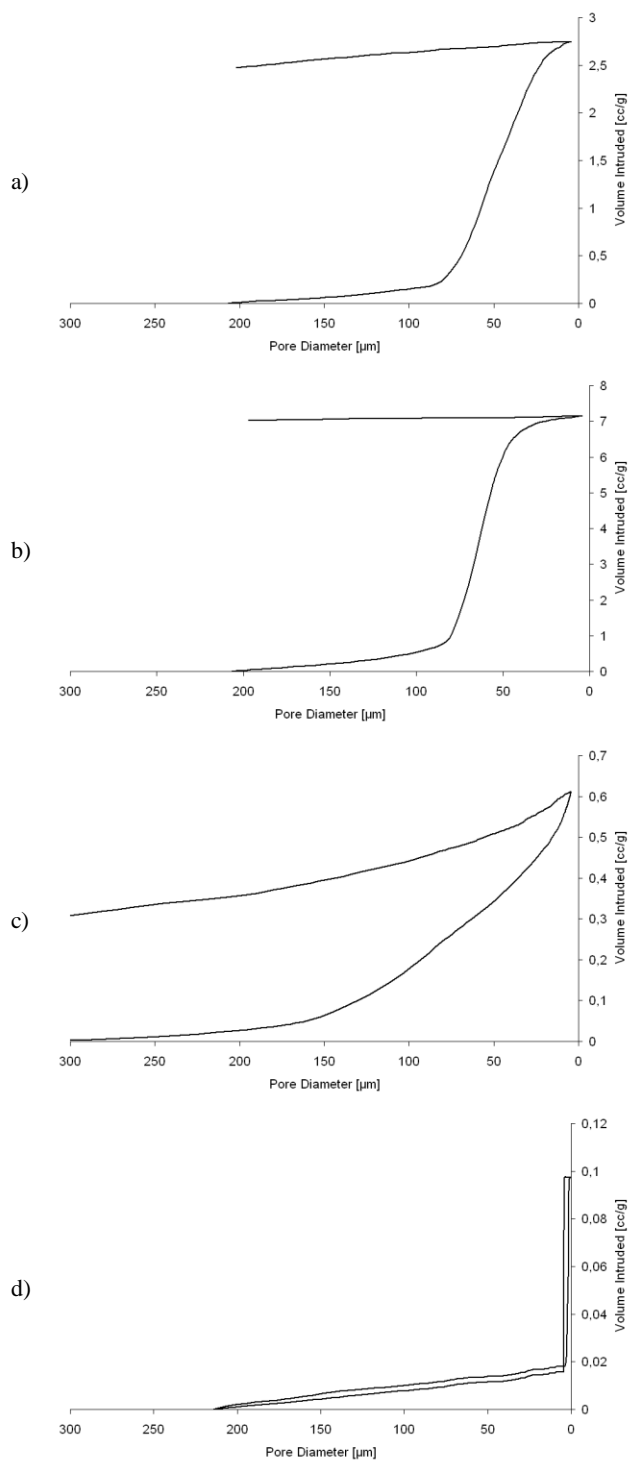 a)
3
2,5
2
1,5
1
0,5
0
Volume Intruded [cc/g]
300 250 200 150 100 50 0
Pore Diameter [µm]
b)
8
7
6
5
4
3
2
1
0
Volume Intruded [cc/g]
300 250 200 150 100 50 0
Pore Diameter [µm]
c)
0,7
0,6
0,5
0,4
0,3
0,2
0,1
0
Volume Intruded [cc/g]
300 250 200 150 100 50 0
Pore Diameter [µm]
d)
0,12
0,1
0,08
0,06
0,04
0,02
0
Volume Intruded [cc/g]
300 250 200 150 100 50 0
Pore Diameter [µm]